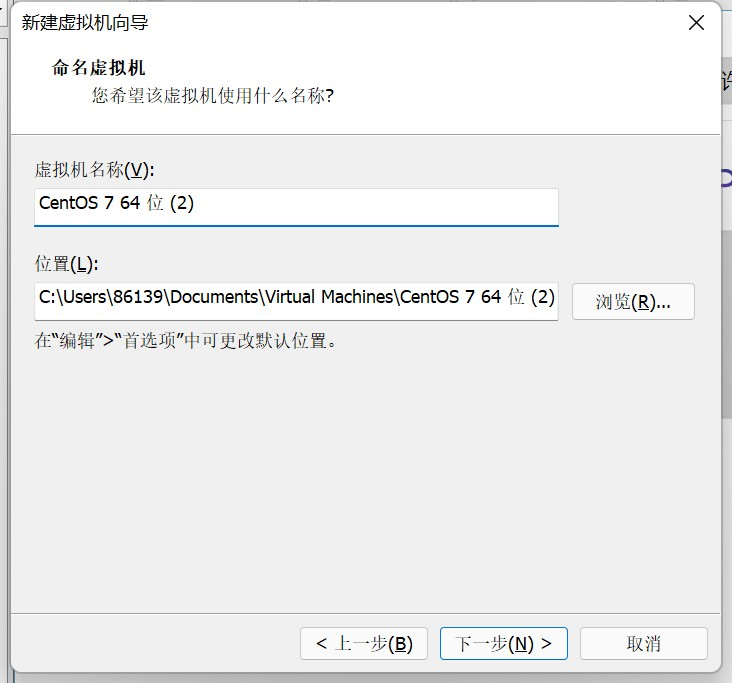 新建虚拟机向导
命名虚拟机
您希望该虚拟机使用什么名称?
虚拟机名称(V):
CentOS 7 64 位 (2)
位置(L):
C:\Users\86139\Documents\Virtual Machines\CentOS 7 64 位 (2)
浏览(R)...
在“编辑”>“首选项”中可更改默认位置。
< 上一步(B)
下一步(N) >
取消